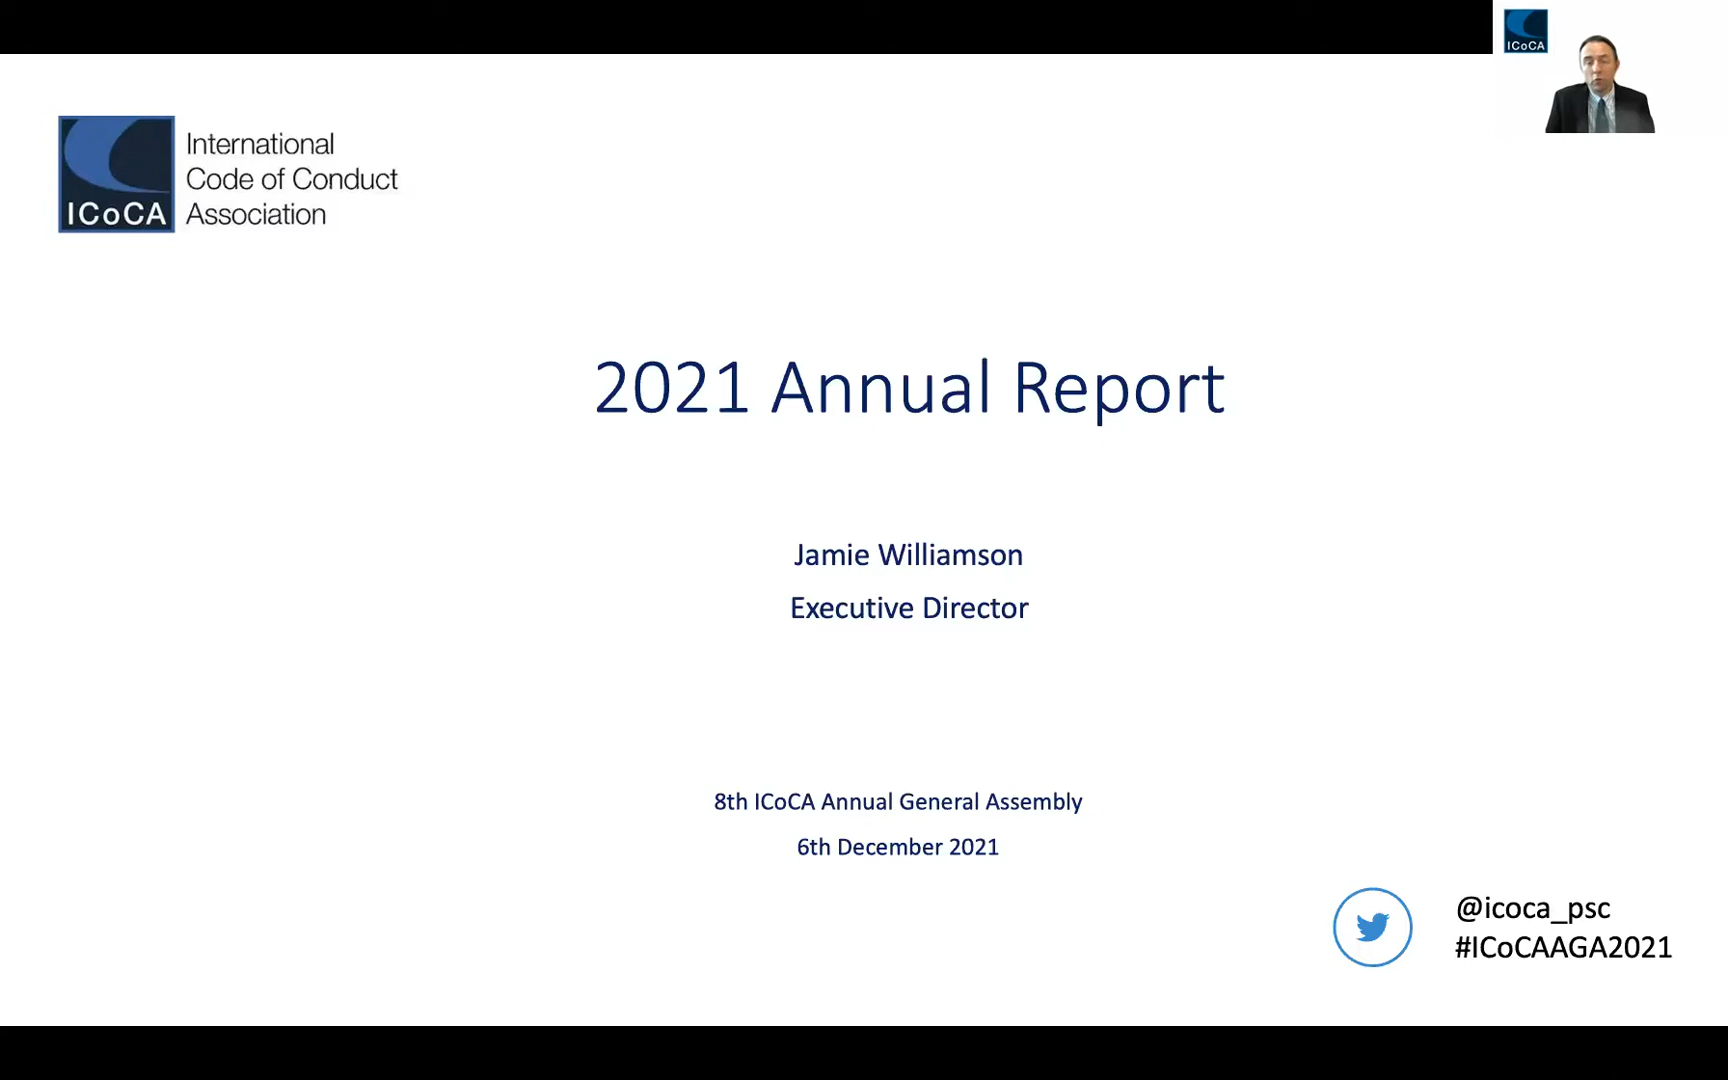 ICoCA
International
Code of Conduct
Association
ICoCA
2021 Annual Report
Jamie Williamson
Executive Director
8th ICoCA Annual General Assembly
6th December 2021
@icoca_psc
#ICoCAAGA2021